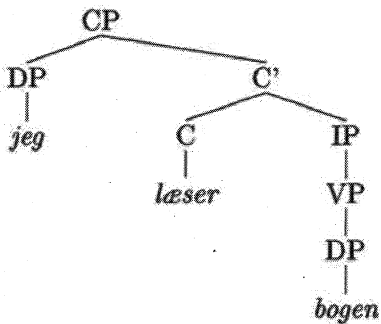 CP
DP C'
jeg C IP
læser VP
DP
bogen